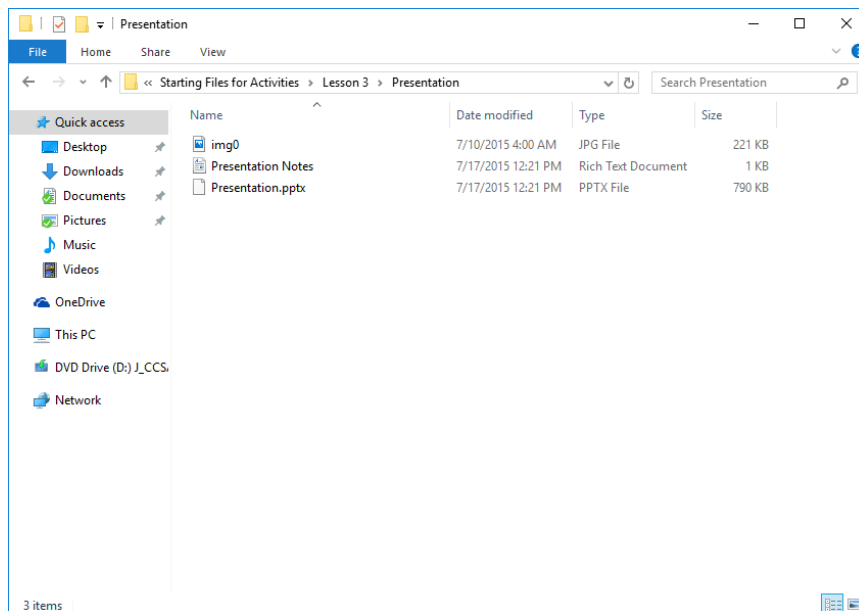 Presentation
File Home Share View
« Starting Files for Activities › Lesson 3 › Presentation Search Presentation
Quick access
Desktop
Downloads
Documents
Pictures
Music
Videos
OneDrive
This PC
DVD Drive (D:) J_CCSA
Network
Name Date modified Type Size
img0 7/10/2015 4:00 AM JPG File 221 KB
Presentation Notes 7/17/2015 12:21 PM Rich Text Document 1 KB
Presentation.pptx 7/17/2015 12:21 PM PPTX File 790 KB
3 items